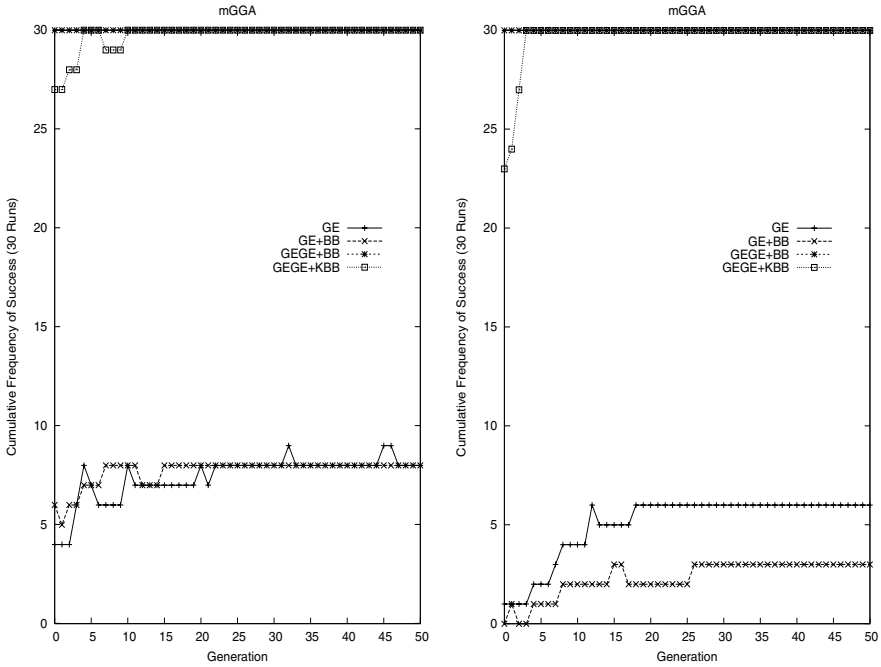 mGGA
30
25
20
15
10
5
0
Cumulative Frequency of Success (30 Runs)
GE
GE+BB
GEGE+BB
GEGE+KBB
0 5 10 15 20 25 30 35 40 45 50
Generation
mGGA
30
25
20
15
10
5
0
Cumulative Frequency of Success (30 Runs)
GE
GE+BB
GEGE+BB
GEGE+KBB
0 5 10 15 20 25 30 35 40 45 50
Generation